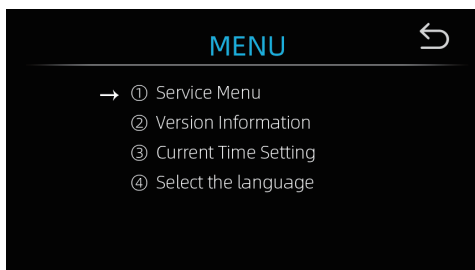 MENU
→ ① Service Menu
② Version Information
③ Current Time Setting
④ Select the language